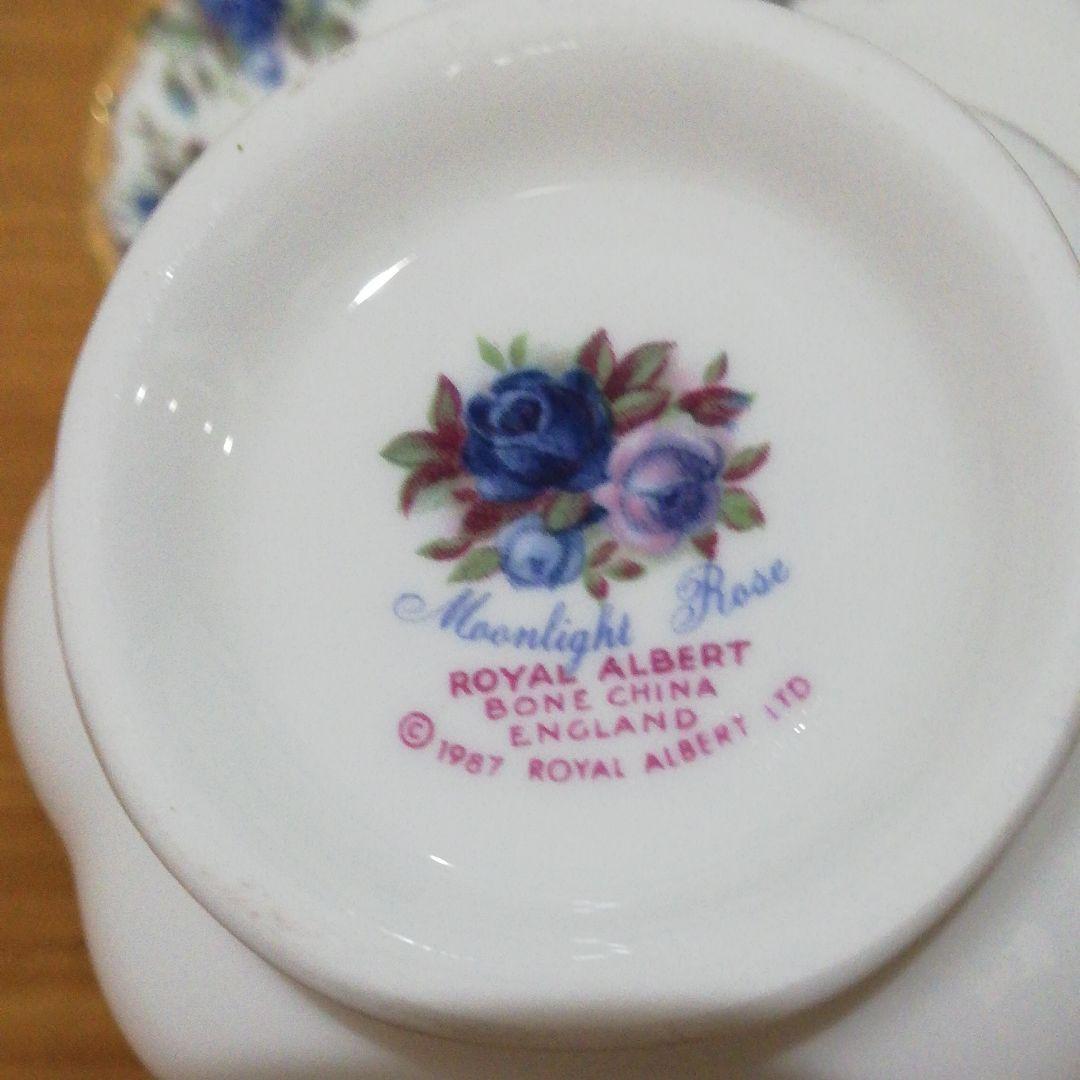 Moonlight Rose
ROYAL ALBERT
BONE CHINA
ENGLAND
© 1987 ROYAL ALBERT LTD